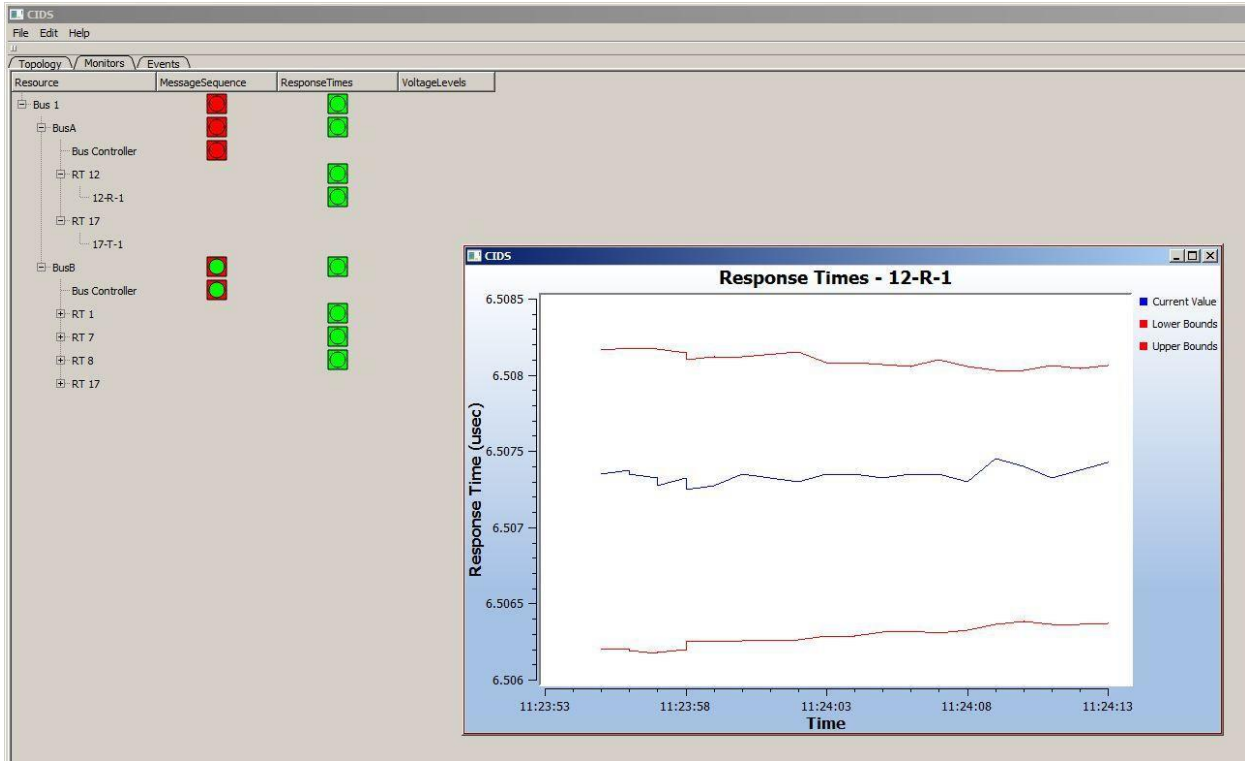 CIDS
File Edit Help
Topology Monitors Events
Resource MessageSequence ResponseTimes VoltageLevels
Bus 1
BusA
Bus Controller
RT 12
12-R-1
RT 17
17-T-1
BusB
Bus Controller
RT 1
RT 7
RT 8
RT 17
CIDS
Response Times - 12-R-1
6.5085
6.508
6.5075
6.507
6.5065
6.506
Response Time (usec)
11:23:53 11:23:58 11:24:03 11:24:08 11:24:13
Time
Current Value
Lower Bounds
Upper Bounds